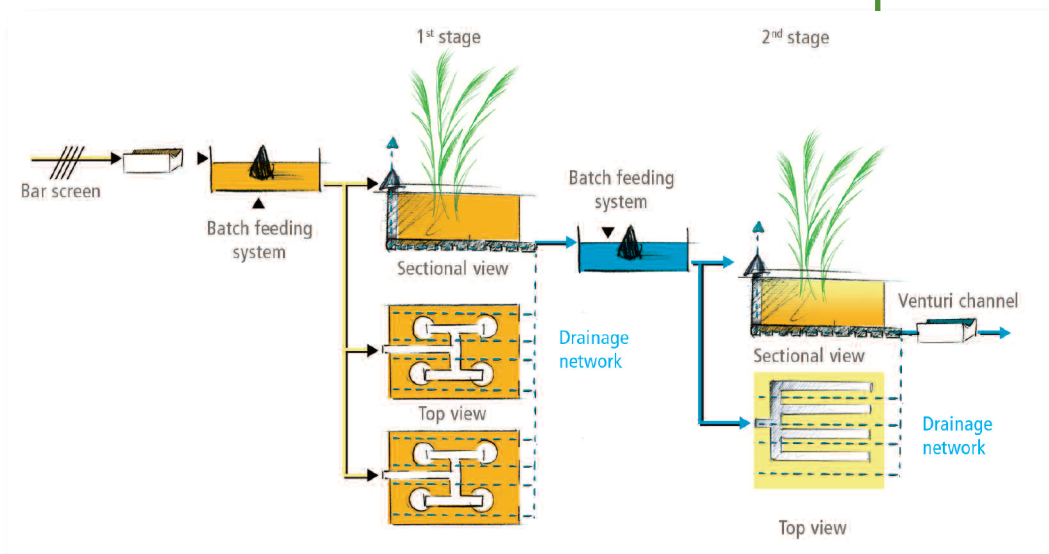 1st stage
2nd stage
Bar screen
Batch feeding
system
Sectional view
Top view
Batch feeding
system
Drainage
network
Venturi channel
Sectional view
Drainage
network
Top view